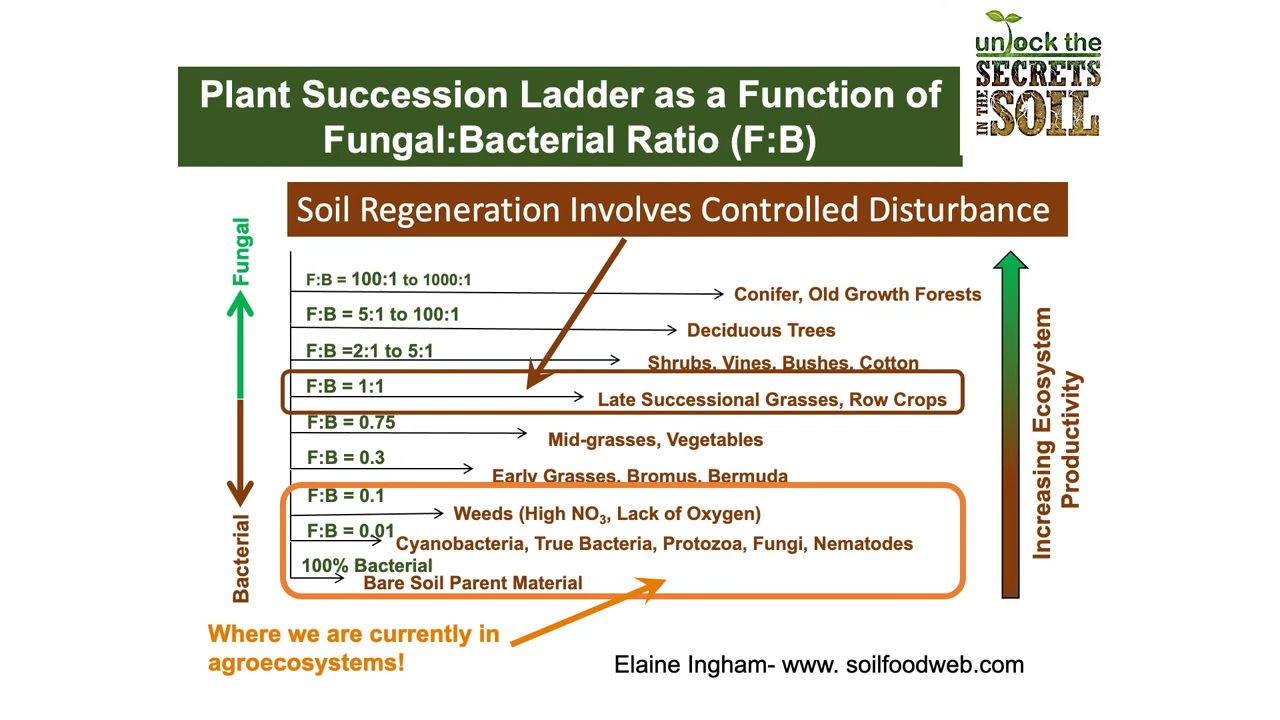 unlock the
SECRETS
IN THE
SOIL
Plant Succession Ladder as a Function of
Fungal:Bacterial Ratio (F:B)
Soil Regeneration Involves Controlled Disturbance
Fungal
Bacterial
F:B = 100:1 to 1000:1
Conifer, Old Growth Forests
F:B = 5:1 to 100:1
Deciduous Trees
F:B =2:1 to 5:1
Shrubs, Vines, Bushes, Cotton
F:B = 1:1
Late Successional Grasses, Row Crops
F:B = 0.75
Mid-grasses, Vegetables
F:B = 0.3
Early Grasses, Bromus, Bermuda
F:B = 0.1
Weeds (High NO₃, Lack of Oxygen)
F:B = 0.01
Cyanobacteria, True Bacteria, Protozoa, Fungi, Nematodes
100% Bacterial
Bare Soil Parent Material
Increasing Ecosystem
Productivity
Where we are currently in
agroecosystems!
Elaine Ingham- www. soilfoodweb.com